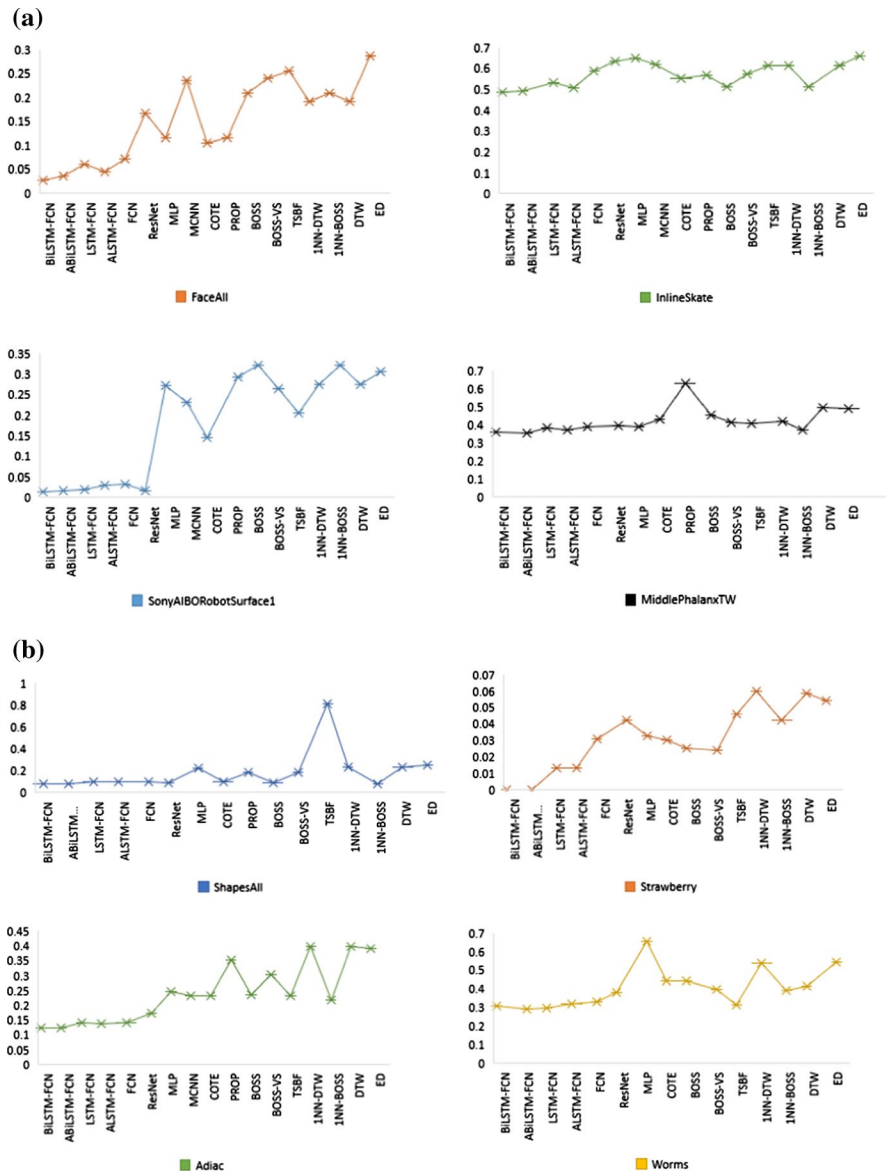 (a)
0.3
0.25
0.2
0.15
0.1
0.05
0
BiLSTM-FCN
ABiLSTM-FCN
LSTM-FCN
ALSTM-FCN
FCN
ResNet
MLP
MCNN
COTE
PROP
BOSS
BOSS-VS
TSBF
1NN-DTW
1NN-BOSS
DTW
ED
FaceAll
0.7
0.6
0.5
0.4
0.3
0.2
0.1
0
BiLSTM-FCN
ABiLSTM-FCN
LSTM-FCN
ALSTM-FCN
FCN
ResNet
MLP
MCNN
COTE
PROP
BOSS
BOSS-VS
TSBF
1NN-DTW
1NN-BOSS
DTW
ED
InlineSkate
0.35
0.3
0.25
0.2
0.15
0.1
0.05
0
BiLSTM-FCN
ABiLSTM-FCN
LSTM-FCN
ALSTM-FCN
FCN
ResNet
MLP
MCNN
COTE
PROP
BOSS
BOSS-VS
TSBF
1NN-DTW
1NN-BOSS
DTW
ED
SonyAIBORobotSurface1
0.7
0.6
0.5
0.4
0.3
0.2
0.1
0
BiLSTM-FCN
ABiLSTM-FCN
LSTM-FCN
ALSTM-FCN
FCN
ResNet
MLP
COTE
PROP
BOSS
BOSS-VS
TSBF
1NN-DTW
1NN-BOSS
DTW
ED
MiddlePhalanxTW
(b)
1
0.8
0.6
0.4
0.2
0
BiLSTM-FCN
ABiLSTM...
LSTM-FCN
ALSTM-FCN
FCN
ResNet
MLP
COTE
PROP
BOSS
BOSS-VS
TSBF
1NN-DTW
1NN-BOSS
DTW
ED
ShapesAll
0.07
0.06
0.05
0.04
0.03
0.02
0.01
0
BiLSTM-FCN
ABiLSTM...
LSTM-FCN
ALSTM-FCN
FCN
ResNet
MLP
COTE
BOSS
BOSS-VS
TSBF
1NN-DTW
1NN-BOSS
DTW
ED
Strawberry
0.45
0.4
0.35
0.3
0.25
0.2
0.15
0.1
0.05
0
BiLSTM-FCN
ABiLSTM-FCN
LSTM-FCN
ALSTM-FCN
FCN
ResNet
MLP
MCNN
COTE
PROP
BOSS
BOSS-VS
TSBF
1NN-DTW
1NN-BOSS
DTW
ED
Adiac
0.7
0.6
0.5
0.4
0.3
0.2
0.1
0
BiLSTM-FCN
ABiLSTM-FCN
LSTM-FCN
ALSTM-FCN
FCN
ResNet
MLP
COTE
BOSS
BOSS-VS
TSBF
1NN-DTW
1NN-BOSS
DTW
ED
Worms